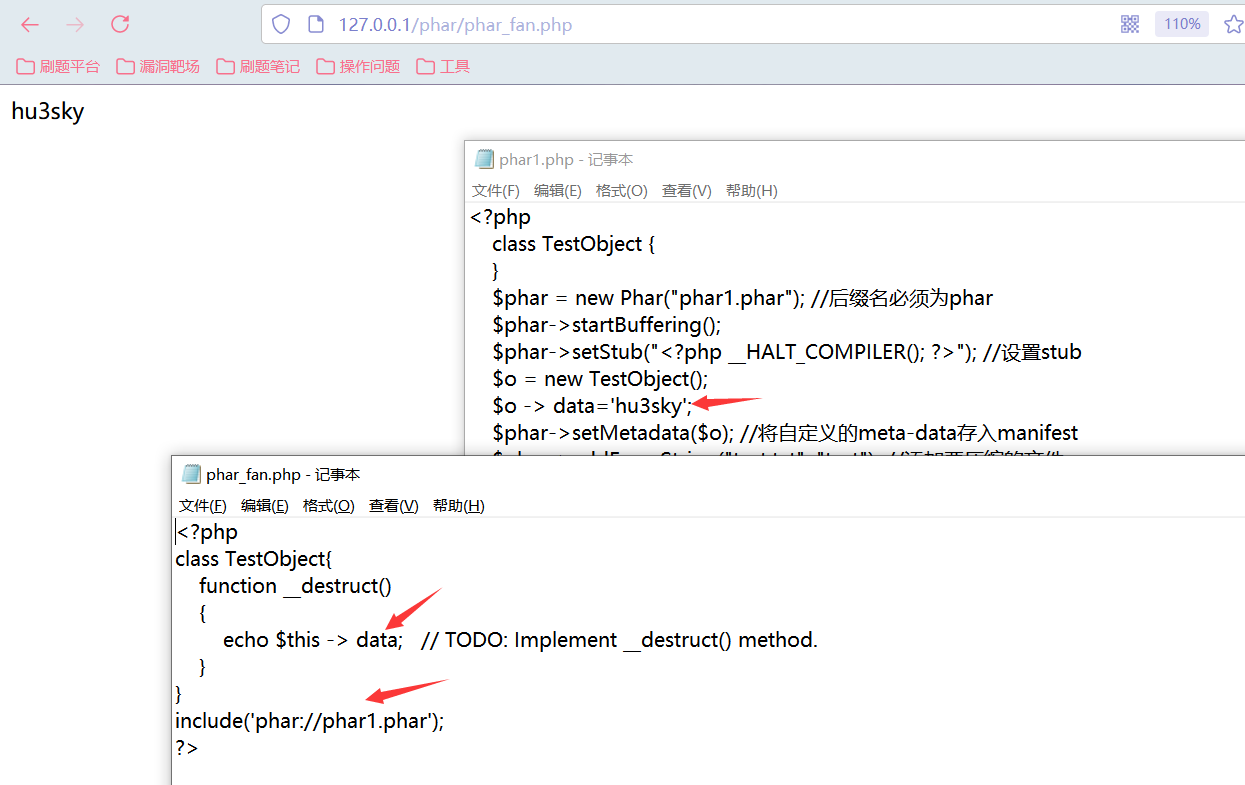 127.0.0.1/phar/phar_fan.php
110%
刷题平台 漏洞靶场 刷题笔记 操作问题 工具
hu3sky
phar1.php - 记事本
文件(F) 编辑(E) 格式(O) 查看(V) 帮助(H)
<?php
class TestObject {
}
$phar = new Phar("phar1.phar"); //后缀名必须为phar
$phar->startBuffering();
$phar->setStub("<?php __HALT_COMPILER(); ?>"); //设置stub
$o = new TestObject();
$o -> data='hu3sky';
$phar->setMetadata($o); //将自定义的meta-data存入manifest
phar_fan.php - 记事本
文件(F) 编辑(E) 格式(O) 查看(V) 帮助(H)
<?php
class TestObject{
function __destruct()
{
echo $this -> data; // TODO: Implement __destruct() method.
}
}
include('phar://phar1.phar');
?>